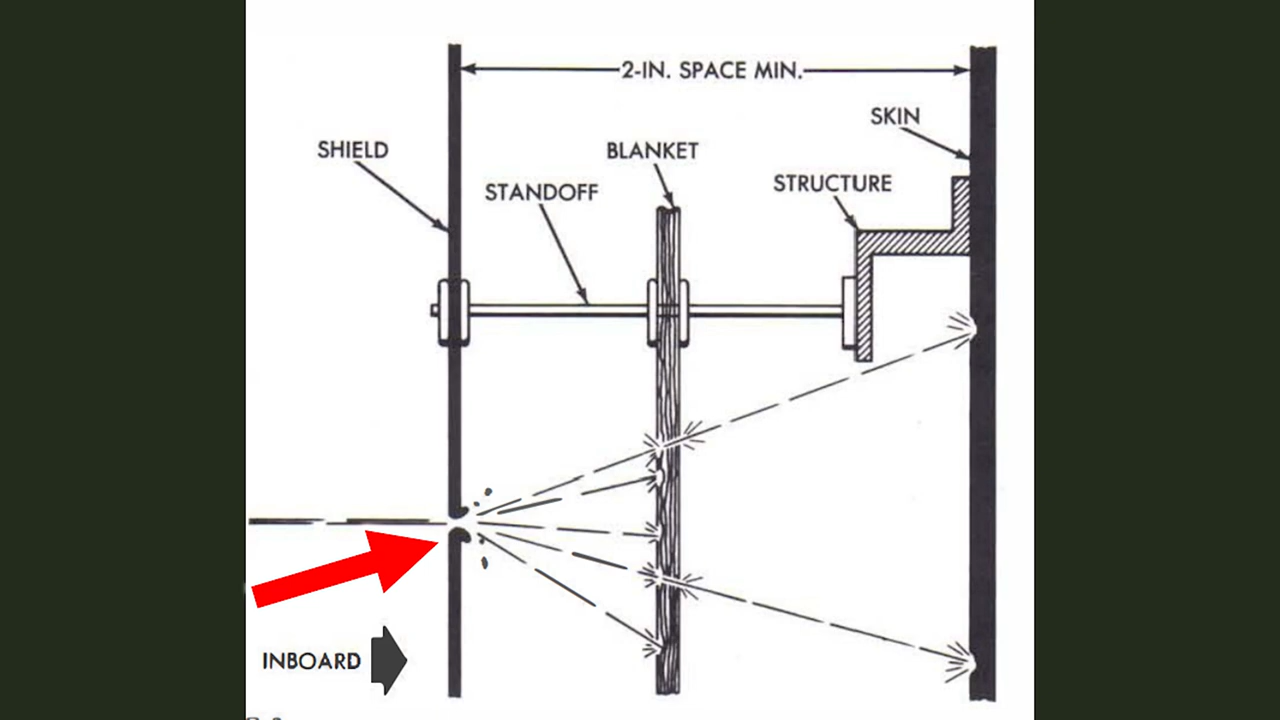 2-IN. SPACE MIN.
SKIN
SHIELD
BLANKET
STRUCTURE
STANDOFF
INBOARD